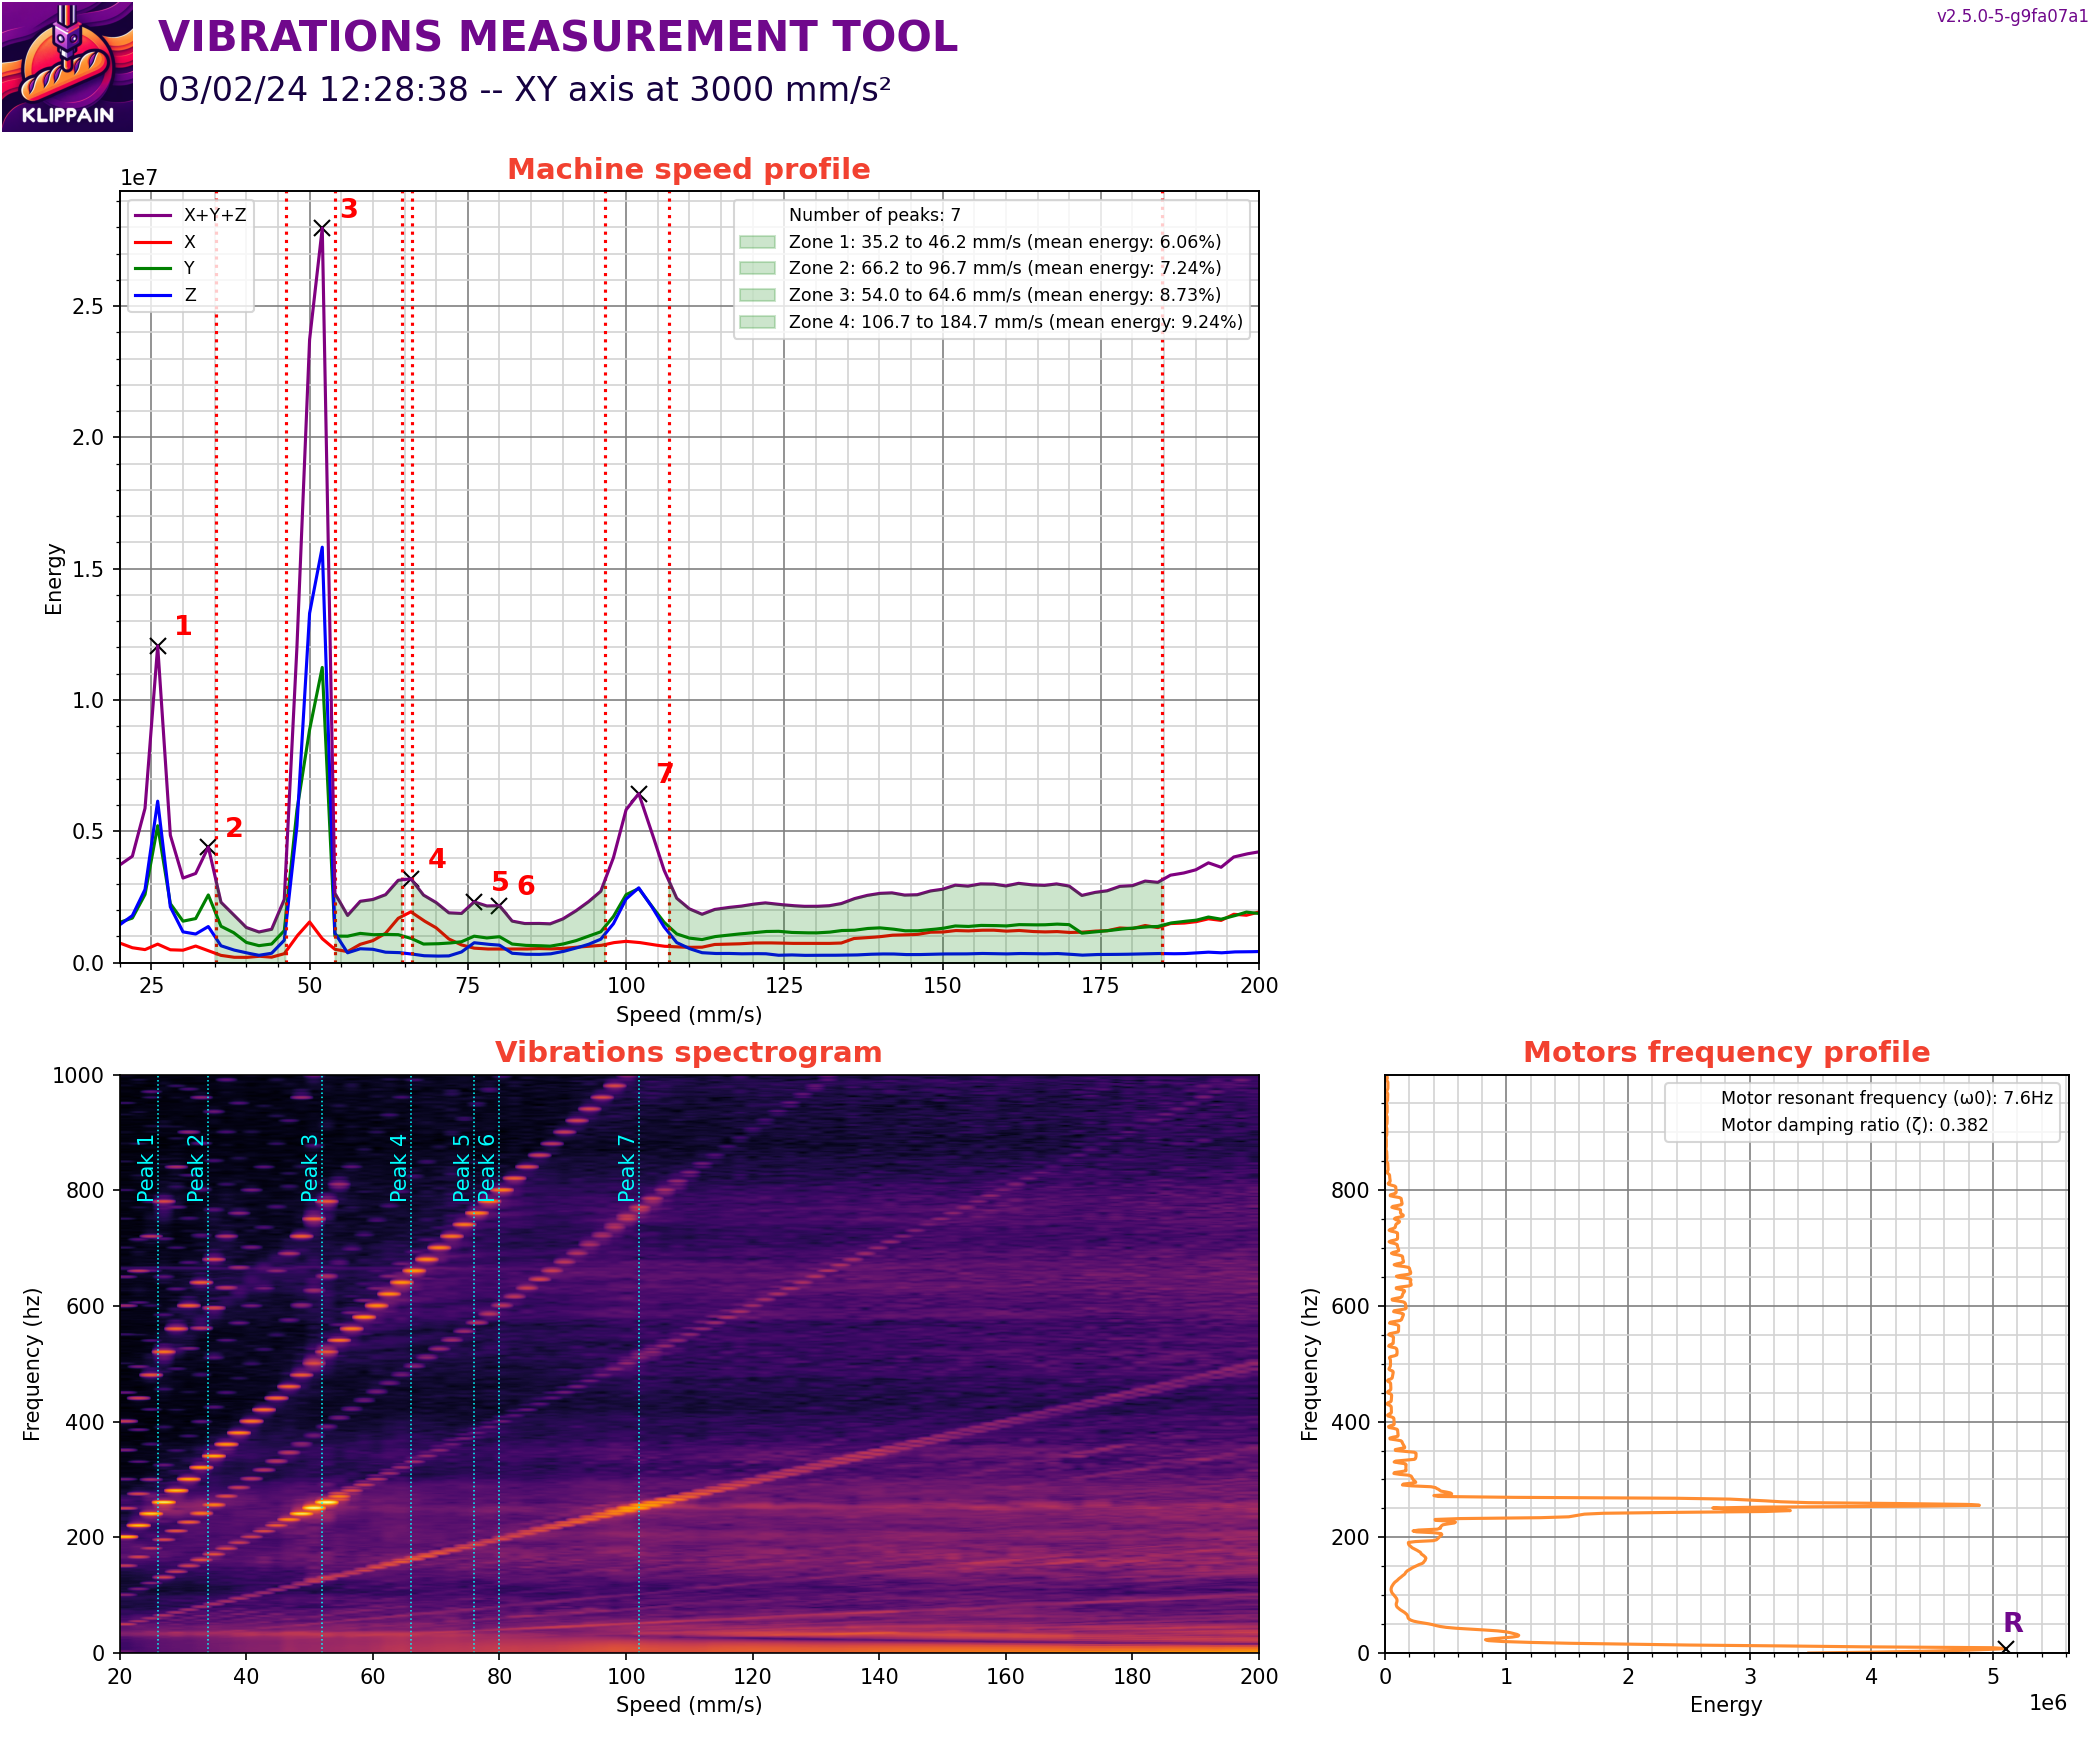 KLIPPAIN
VIBRATIONS MEASUREMENT TOOL
03/02/24 12:28:38 -- XY axis at 3000 mm/s²
v2.5.0-5-g9fa07a1
Machine speed profile
1e7
X+Y+Z
X
Y
Z
Number of peaks: 7
Zone 1: 35.2 to 46.2 mm/s (mean energy: 6.06%)
Zone 2: 66.2 to 96.7 mm/s (mean energy: 7.24%)
Zone 3: 54.0 to 64.6 mm/s (mean energy: 8.73%)
Zone 4: 106.7 to 184.7 mm/s (mean energy: 9.24%)
1
2
3
4
5
6
7
Energy
2.5
2.0
1.5
1.0
0.5
0.0
25 50 75 100 125 150 175 200
Speed (mm/s)
Vibrations spectrogram
Frequency (hz)
1000
800
600
400
200
0
Peak 1
Peak 2
Peak 3
Peak 4
Peak 5
Peak 6
Peak 7
20 40 60 80 100 120 140 160 180 200
Speed (mm/s)
Motors frequency profile
Motor resonant frequency (ω0): 7.6Hz
Motor damping ratio (ζ): 0.382
Frequency (hz)
800
600
400
200
0
R
0 1 2 3 4 5
1e6
Energy